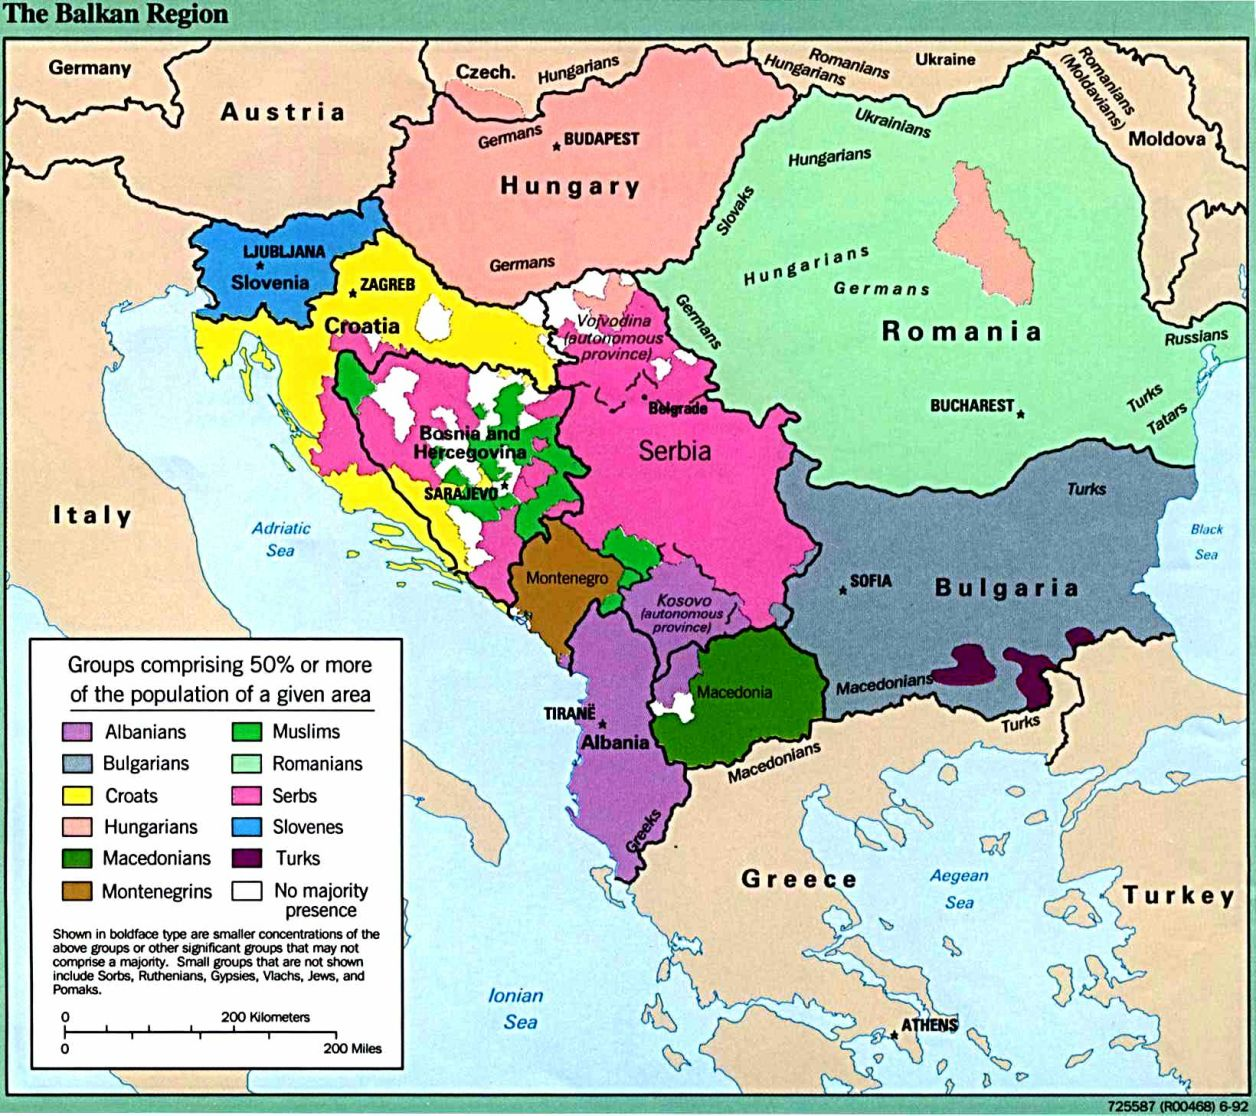 The Balkan Region
Germany
Austria
Czech.
Hungarians
Romanians
Hungarians
Ukraine
Romanians
(Moldavians)
Moldova
Germans
BUDAPEST
Hungary
Ukrainians
Hungarians
Slovaks
Germans
LJUBLJANA
Slovenia
ZAGREB
Croatia
Vojvodina
(autonomous
province)
Germans
Hungarians
Germans
Romania
Russians
Turks
Tatars
BUCHAREST
Belgrade
Serbia
Bosnia and
Hercegovina
SARAJEVO
Italy
Adriatic
Sea
Turks
Black
Sea
Montenegro
Kosovo
(autonomous
province)
SOFIA
Bulgaria
Macedonians
Turks
Macedonia
Macedonians
TIRANË
Albania
Greeks
Greece
Aegean
Sea
Turkey
Ionian
Sea
ATHENS
Groups comprising 50% or more
of the population of a given area
Albanians
Muslims
Bulgarians
Romanians
Croats
Serbs
Hungarians
Slovenes
Macedonians
Turks
Montenegrins
No majority
presence
Shown in boldface type are smaller concentrations of the
above groups or other significant groups that may not
comprise a majority. Small groups that are not shown
include Sorbs, Ruthenians, Gypsies, Vlachs, Jews, and
Pomaks.
0 200 Kilometers
0 200 Miles
725587 (R00468) 6-92